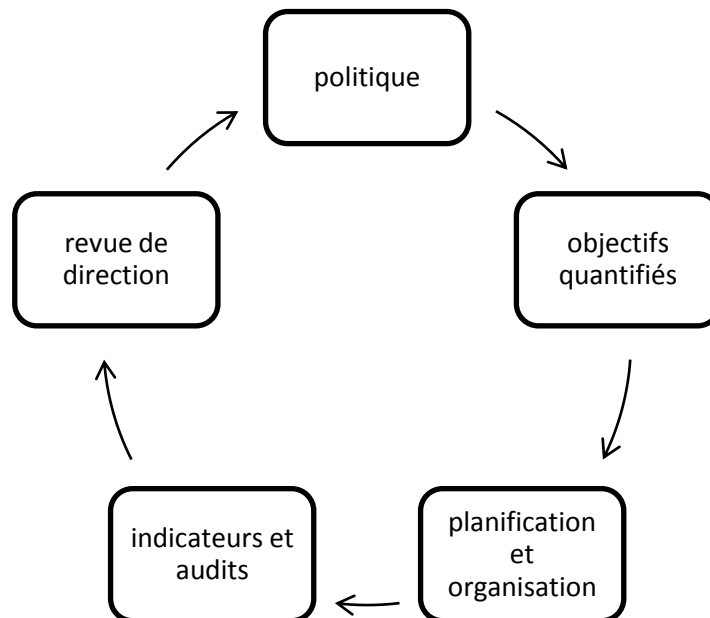 politique
objectifs
quantifiés
planification
et
organisation
indicateurs et
audits
revue de
direction